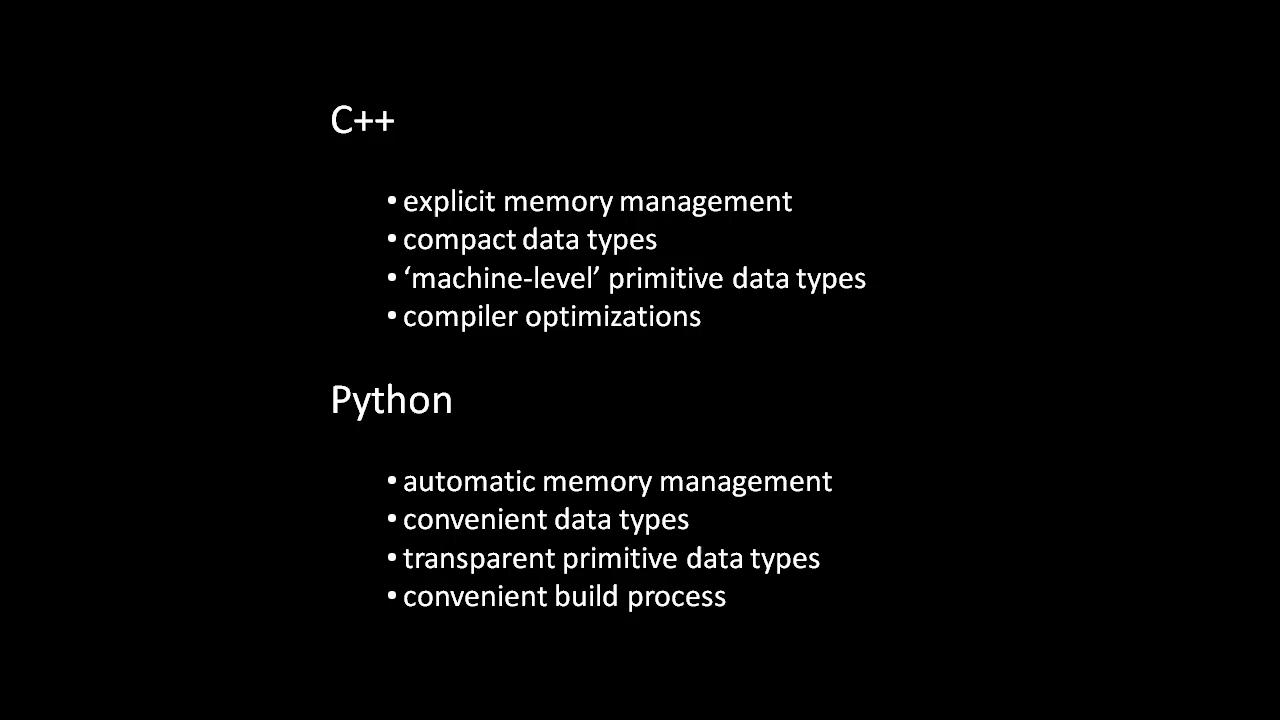 C++
• explicit memory management
• compact data types
• ‘machine-level’ primitive data types
• compiler optimizations
Python
• automatic memory management
• convenient data types
• transparent primitive data types
• convenient build process